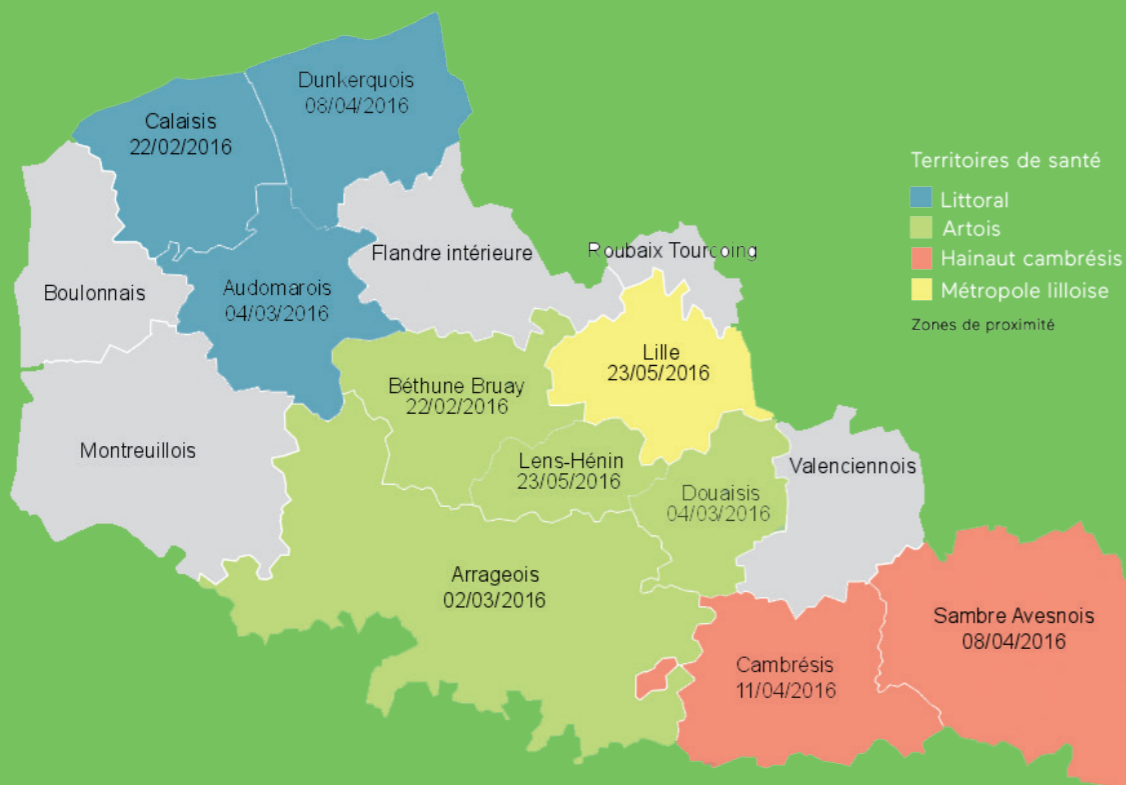 Dunkerquois
08/04/2016
Calaisis
22/02/2016
Flandre intérieure
Roubaix Tourcoing
Boulonnais
Audomarois
04/03/2016
Lille
23/05/2016
Béthune Bruay
22/02/2016
Montreuillois
Lens-Hénin
23/05/2016
Valenciennois
Douaisis
04/03/2016
Arrageois
02/03/2016
Sambre Avesnois
08/04/2016
Cambrésis
11/04/2016
Territoires de santé
Littoral
Artois
Hainaut cambrésis
Métropole lilloise
Zones de proximité